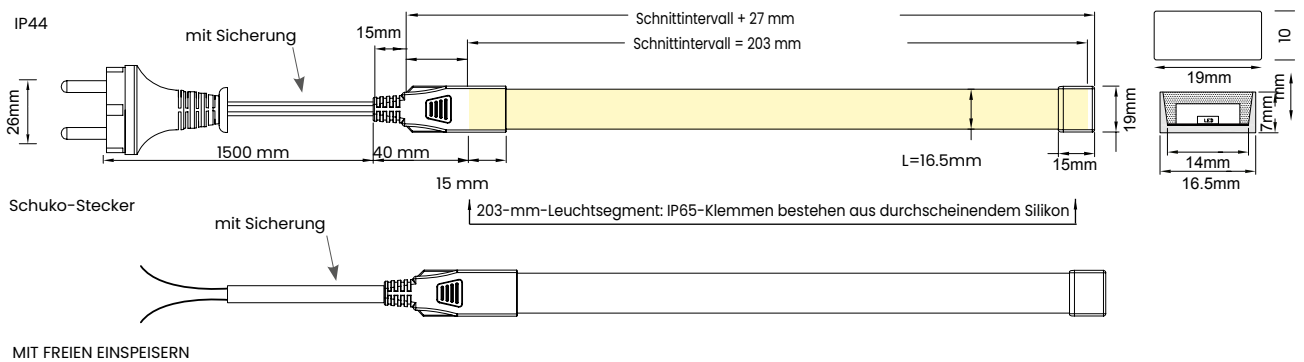 IP44
Schnittintervall + 27 mm
mit Sicherung
15mm
Schnittintervall = 203 mm
10
mm
19mm
26mm
19mm
7mm
LED
1500 mm
40 mm
15 mm
L=16.5mm
15mm
14mm
16.5mm
Schuko-Stecker
203-mm-Leuchtsegment: IP65-Klemmen bestehen aus durchscheinendem Silikon
mit Sicherung
MIT FREIEN EINSPEISERN